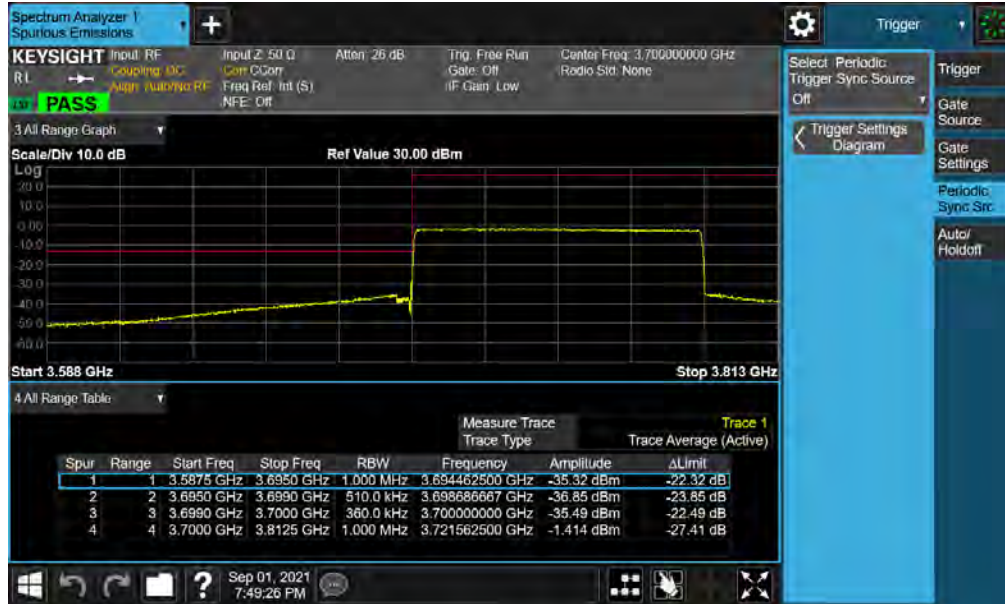 Spectrum Analyzer 1
Spurious Emissions
+
Trigger
KEYSIGHT Input: RF Input Z: 50 Ω Atten: 26 dB Trig: Free Run Center Freq: 3.700000000 GHz
RL Coupling: DC Corr CCorr Gate: Off Radio Std: None
Align: Auto/No RF Freq Ref: Int (S) IF Gain: Low
PASS NFE: Off
Select Periodic
Trigger Sync Source
Off
Trigger Settings
Diagram
Trigger
Gate
Source
Gate
Settings
Periodic
Sync Src
Auto/
Holdoff
3 All Range Graph
Scale/Div 10.0 dB Ref Value 30.00 dBm
Log
20.0
10.0
0.00
-10.0
-20.0
-30.0
-40.0
-50.0
-60.0
Start 3.588 GHz Stop 3.813 GHz
4 All Range Table
Measure Trace Trace 1
Trace Type Trace Average (Active)
Spur Range Start Freq Stop Freq RBW Frequency Amplitude ΔLimit
1 1 3.5875 GHz 3.6950 GHz 1.000 MHz 3.694462500 GHz -35.32 dBm -22.32 dB
2 2 3.6950 GHz 3.6990 GHz 510.0 kHz 3.698686667 GHz -36.85 dBm -23.85 dB
3 3 3.6990 GHz 3.7000 GHz 360.0 kHz 3.700000000 GHz -35.49 dBm -22.49 dB
4 4 3.7000 GHz 3.8125 GHz 1.000 MHz 3.721562500 GHz -1.414 dBm -27.41 dB
? Sep 01, 2021
7:49:26 PM